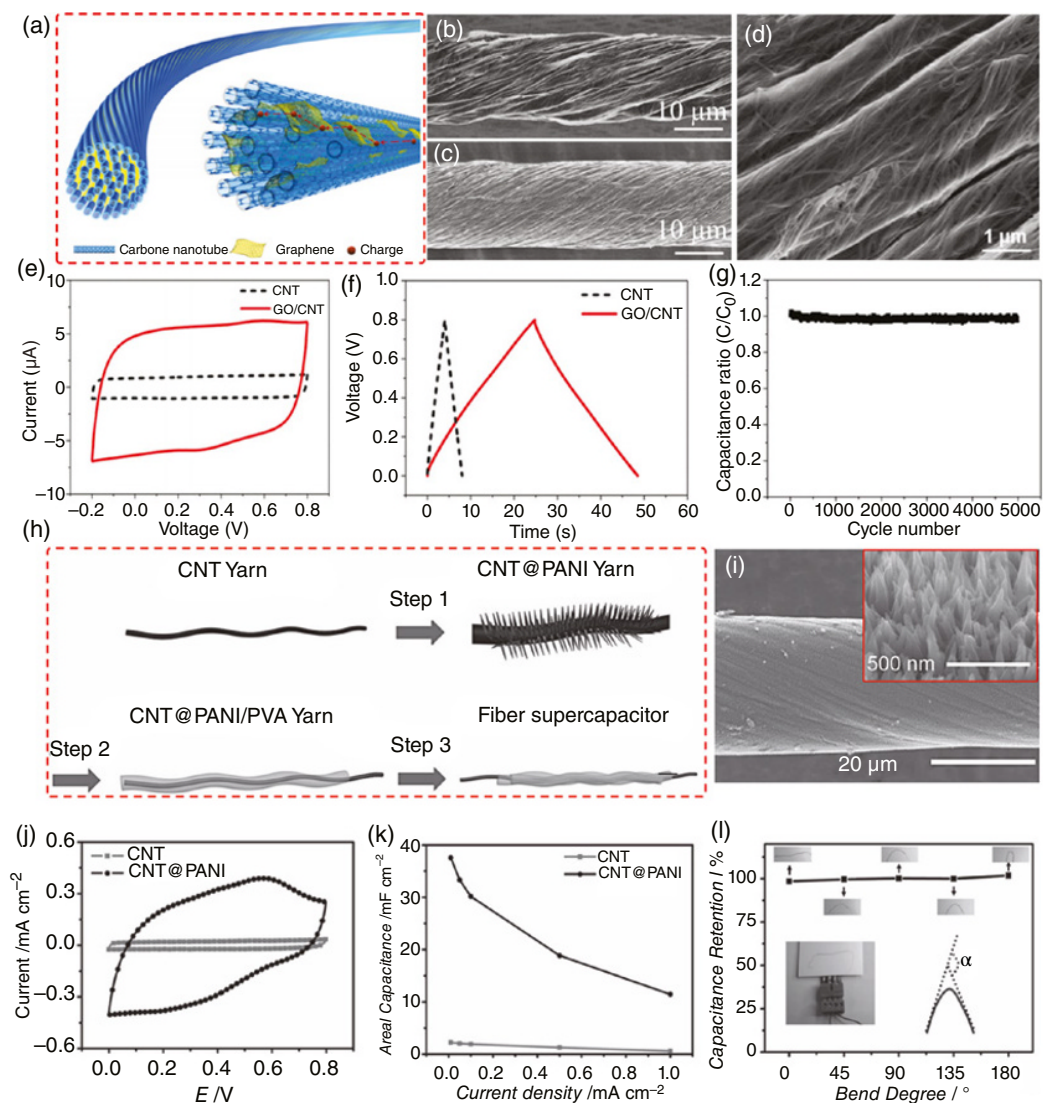 (a)
Carbone nanotube Graphene Charge
(b)
10 μm
(c)
10 μm
(d)
1 μm
(e)
CNT
GO/CNT
10
5
0
−5
−10
Current (μA)
−0.2 0.0 0.2 0.4 0.6 0.8
Voltage (V)
(f)
CNT
GO/CNT
1.0
0.8
0.6
0.4
0.2
0.0
Voltage (V)
0 10 20 30 40 50 60
Time (s)
(g)
1.2
1.0
0.8
0.6
0.4
0.2
0.0
Capacitance ratio (C/C0)
0 1000 2000 3000 4000 5000
Cycle number
(h)
CNT Yarn
Step 1
CNT@PANI Yarn
Step 2
CNT@PANI/PVA Yarn
Step 3
Fiber supercapacitor
(i)
500 nm
20 μm
(j)
CNT
CNT@PANI
0.6
0.3
0.0
−0.3
−0.6
Current /mA cm−2
0.0 0.2 0.4 0.6 0.8
E /V
(k)
CNT
CNT@PANI
40
30
20
10
0
Areal Capacitance /mF cm−2
0.0 0.2 0.4 0.6 0.8 1.0
Current density /mA cm−2
(l)
100
75
50
25
0
Capacitance Retention / %
α
0 45 90 135 180
Bend Degree / °